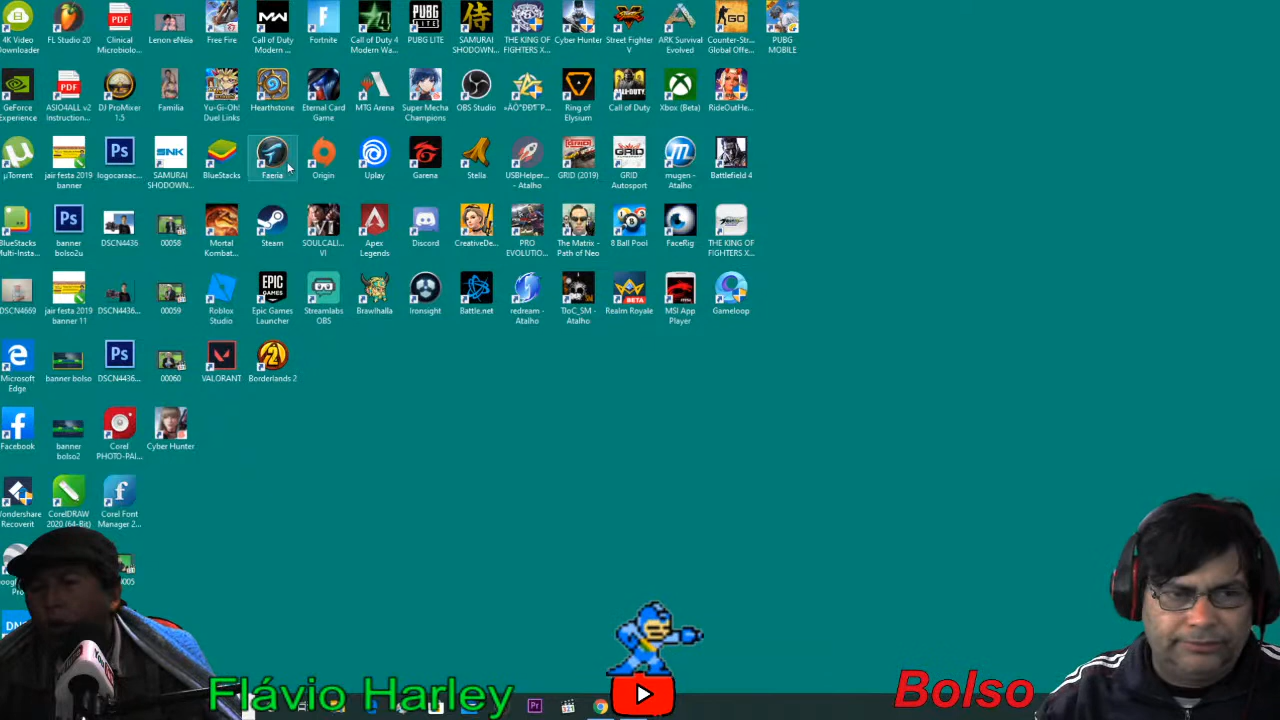 4K Video
Downloader
FL Studio 20
Clinical
Microbiolo...
Lenon eNéia
Free Fire
Call of Duty
Modern ...
Fortnite
Call of Duty 4
Modern Wa...
PUBG LITE
SAMURAI
SHODOWN...
THE KING OF
FIGHTERS X...
Cyber Hunter
Street Fighter
V
ARK Survival
Evolved
Counter-Str...
Global Offe...
PUBG
MOBILE
GeForce
Experience
ASIO4ALL v2
Instruction...
DJ ProMixer
1.5
Familia
Yu-Gi-Oh!
Duel Links
Hearthstone
Eternal Card
Game
MTG Arena
Super Mecha
Champions
OBS Studio
Ring of
Elysium
Call of Duty
Xbox (Beta)
RideOutHe...
µTorrent
jair festa 2019
banner
logocaraac...
SAMURAI
SHODOWN...
BlueStacks
Faeria
Origin
Uplay
Garena
Stella
USBHelper...
- Atalho
GRID (2019)
GRID
Autosport
mugen -
Atalho
Battlefield 4
BlueStacks
Multi-Insta...
banner
bolso2u
DSCN4436
00058
Mortal
Kombat...
Steam
SOULCALI...
VI
Apex
Legends
Discord
CreativeDe...
PRO
EVOLUTIO...
The Matrix -
Path of Neo
8 Ball Pool
FaceRig
THE KING OF
FIGHTERS X...
DSCN4669
jair festa 2019
banner 11
DSCN4436...
00059
Roblox
Studio
Epic Games
Launcher
Streamlabs
OBS
Brawlhalla
Ironsight
Battle.net
redream -
Atalho
TloC_SM -
Atalho
Realm Royale
MSI App
Player
Gameloop
Microsoft
Edge
banner bolso
DSCN4436...
00060
VALORANT
Borderlands 2
Facebook
banner
bolso2
Corel
PHOTO-PAI...
Cyber Hunter
Wondershare
Recoverit
CorelDRAW
2020 (64-Bit)
Corel Font
Manager 2...
Flávio Harley
Bolso